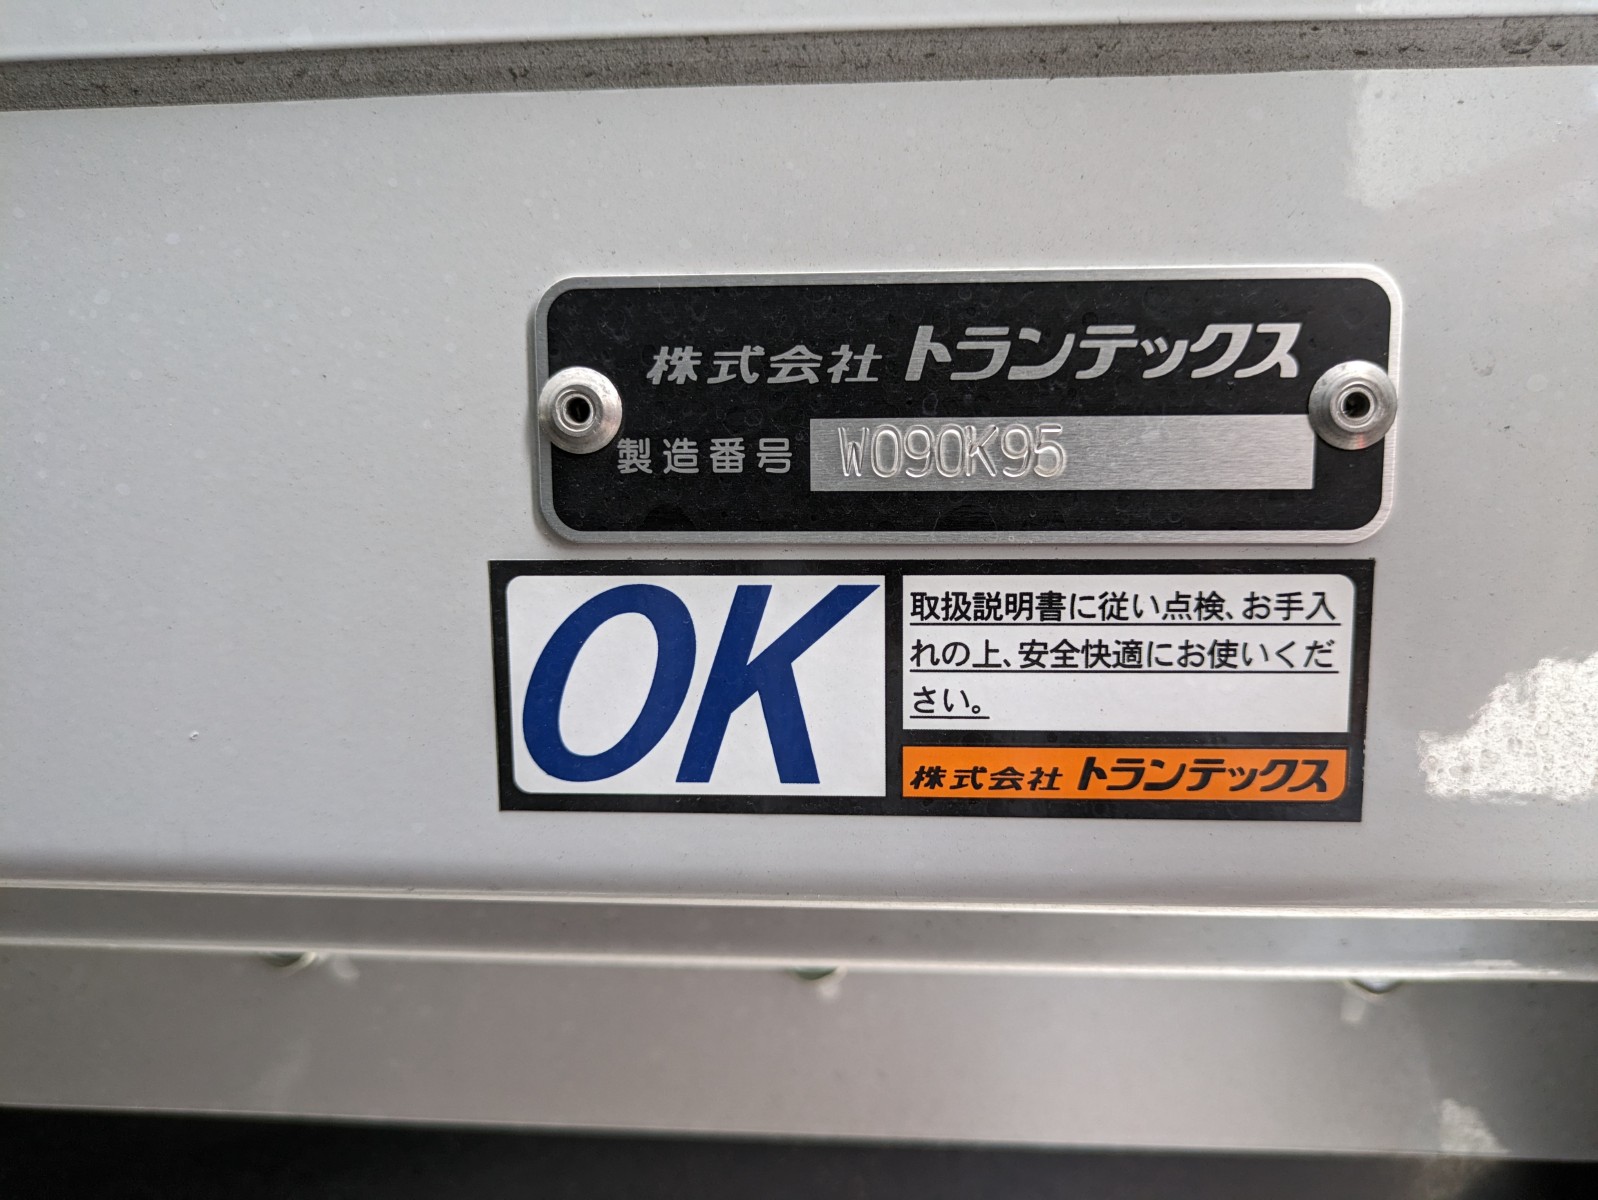 株式会社 トランテックス
製造番号 W090K95
OK
取扱説明書に従い点検、お手入
れの上、安全快適にお使いくだ
さい。
株式会社 トランテックス